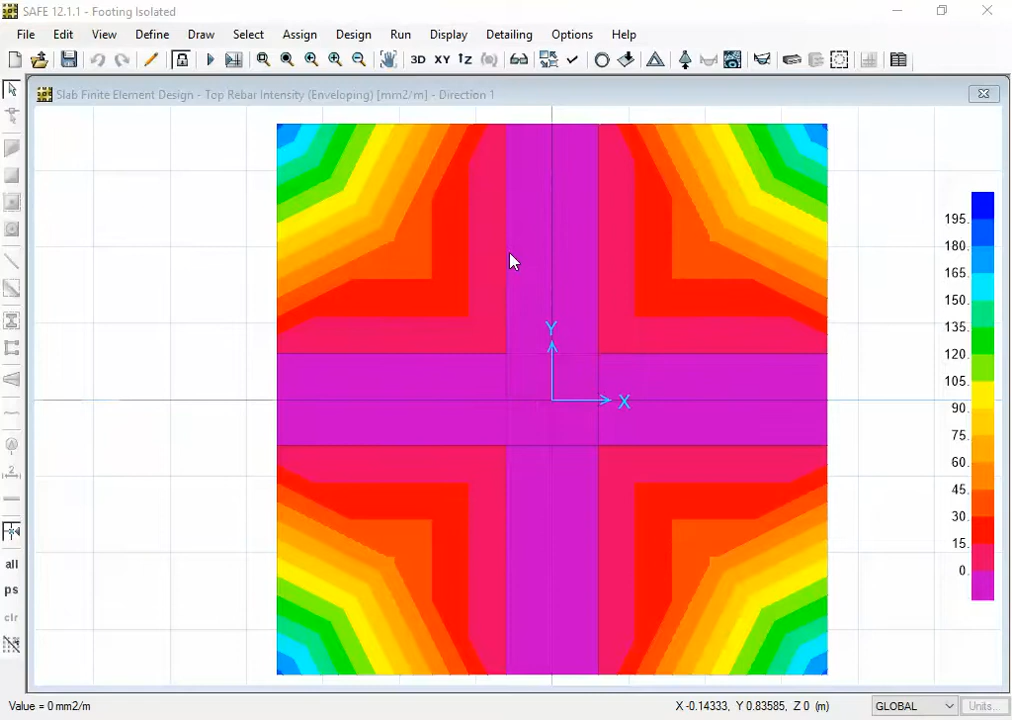 SAFE 12.1.1 - Footing Isolated
File Edit View Define Draw Select Assign Design Run Display Detailing Options Help
3D XY
Slab Finite Element Design - Top Rebar Intensity (Enveloping) [mm2/m] - Direction 1
Y
X
195.
180.
165.
150.
135.
120.
105.
90.
75.
60.
45.
30.
15.
0.
all
ps
clr
Value = 0 mm2/m X -0.14333, Y 0.83585, Z 0 (m) GLOBAL Units...